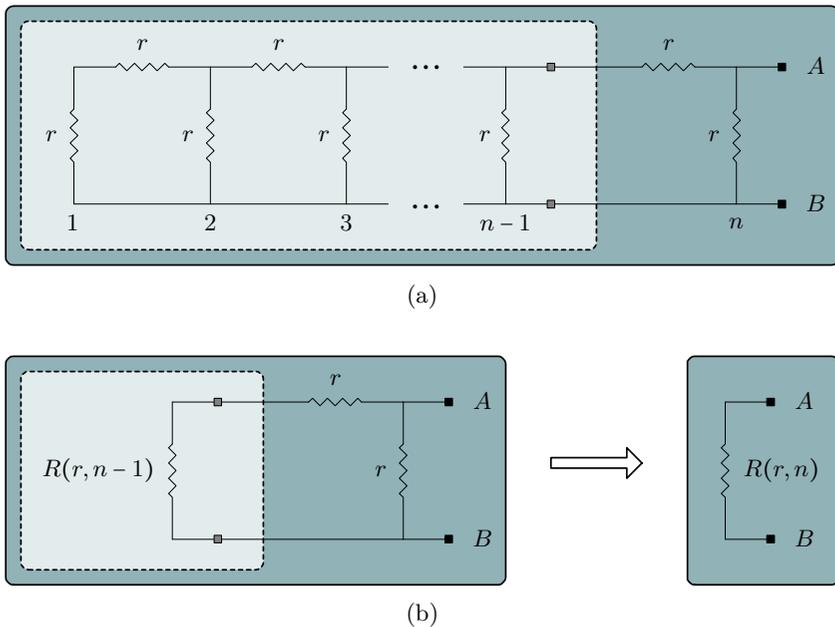 r r ... r A
r r r r r
1 2 3 ... n − 1 n B
(a)
r A A
R(r, n − 1) r R(r, n)
B B
(b)